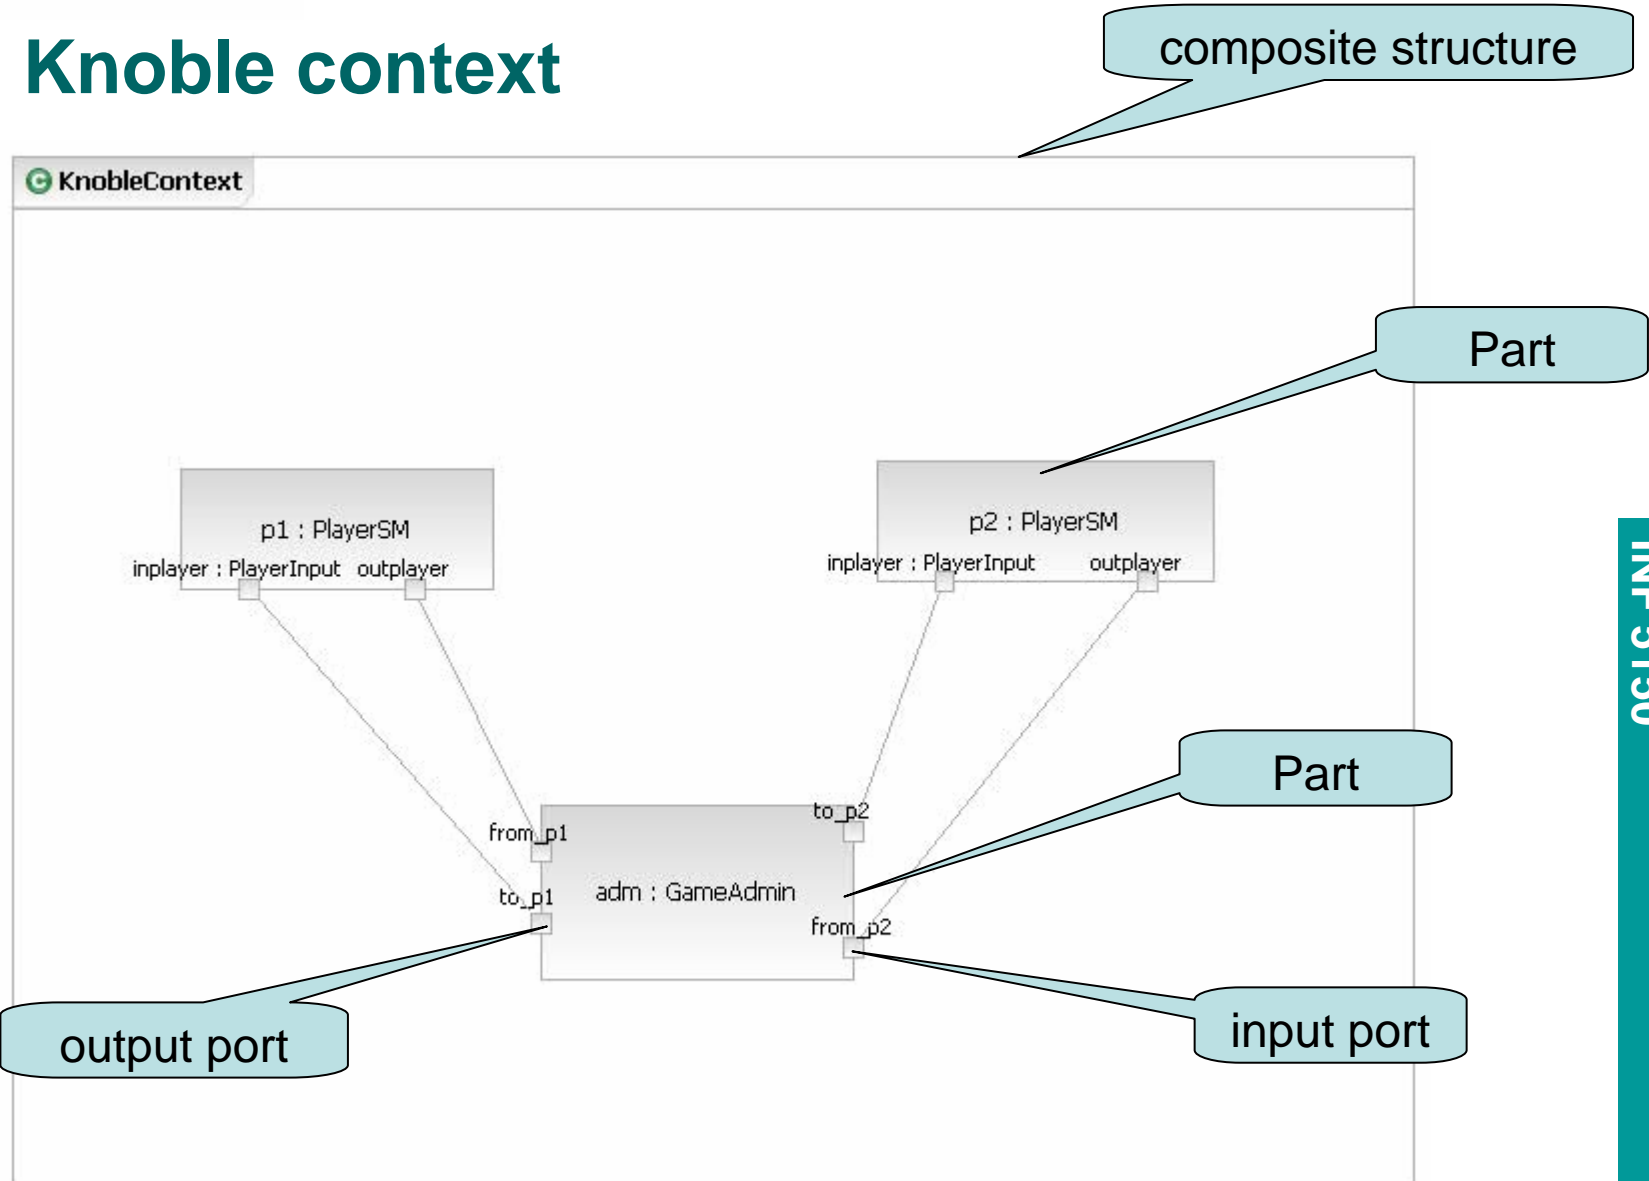 Knoble context
composite structure
KnobleContext
Part
p1 : PlayerSM
inplayer : PlayerInput outplayer
p2 : PlayerSM
inplayer : PlayerInput outplayer
Part
from_p1
to_p1
adm : GameAdmin
to_p2
from_p2
output port
input port